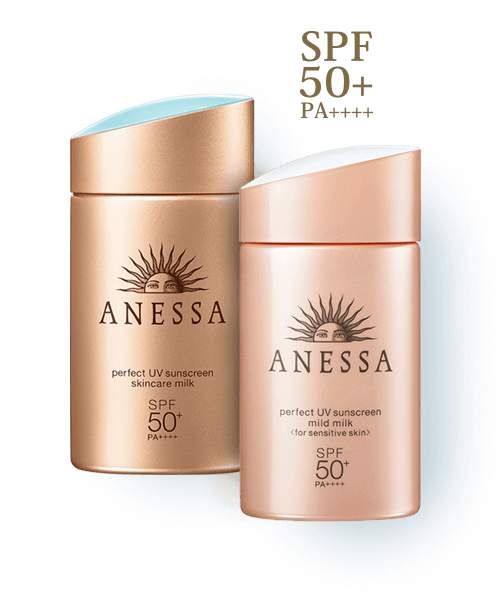 SPF
50+
PA++++
ANESSA
perfect UV sunscreen
skincare milk
SPF
50+
PA++++
ANESSA
perfect UV sunscreen
mild milk
<for sensitive skin>
SPF
50+
PA++++